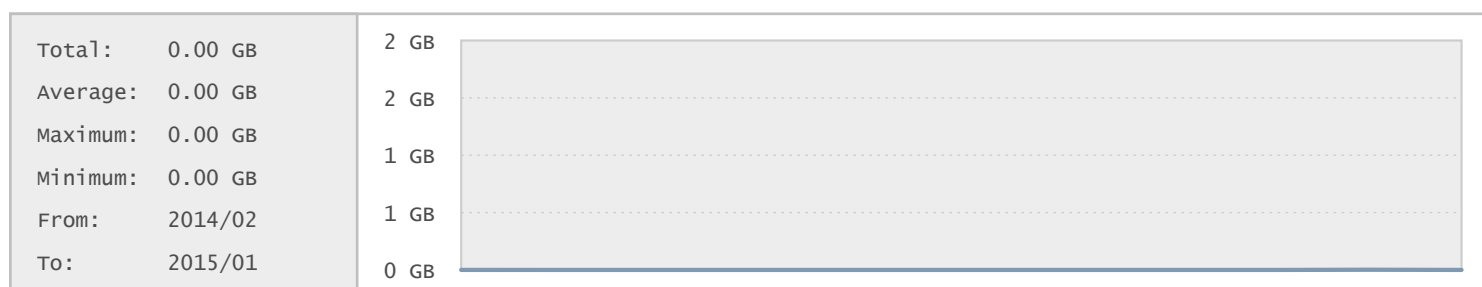 Total: 0.00 GB
Average: 0.00 GB
Maximum: 0.00 GB
Minimum: 0.00 GB
From: 2014/02
To: 2015/01
2 GB
2 GB
1 GB
1 GB
0 GB